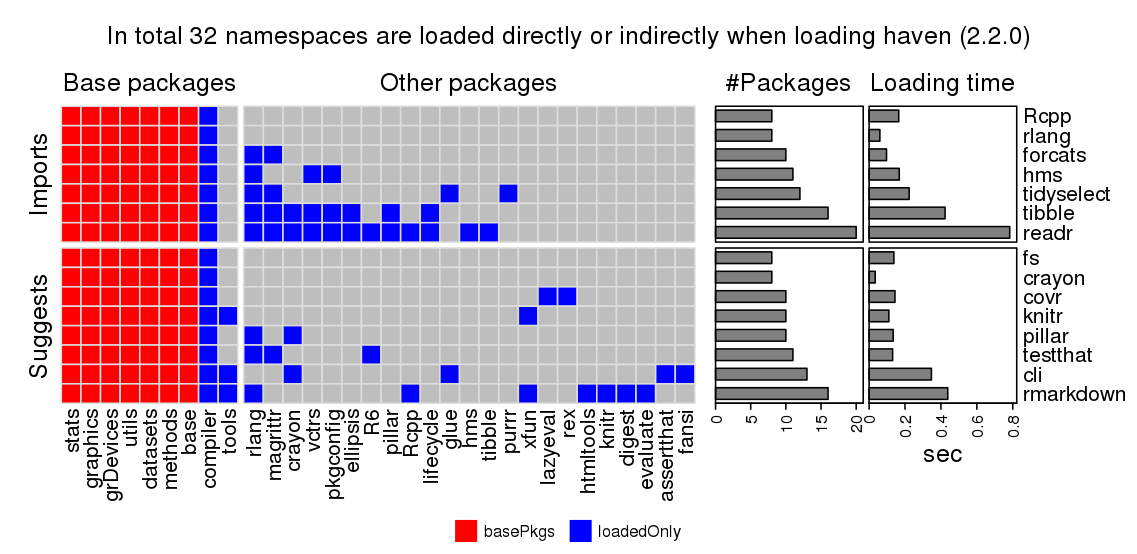 In total 32 namespaces are loaded directly or indirectly when loading haven (2.2.0)
Base packages
Other packages
#Packages
Loading time
Imports
Rcpp
rlang
forcats
hms
tidyselect
tibble
readr
Suggests
fs
crayon
covr
knitr
pillar
testthat
cli
rmarkdown
stats
graphics
grDevices
utils
datasets
methods
base
compiler
tools
rlang
magrittr
crayon
vctrs
pkgconfig
ellipsis
R6
pillar
Rcpp
lifecycle
glue
hms
tibble
purrr
xfun
lazyeval
rex
htmltools
knitr
digest
evaluate
assertthat
fansi
0
5
10
15
20
0
0.2
0.4
0.6
0.8
sec
basePkgs
loadedOnly